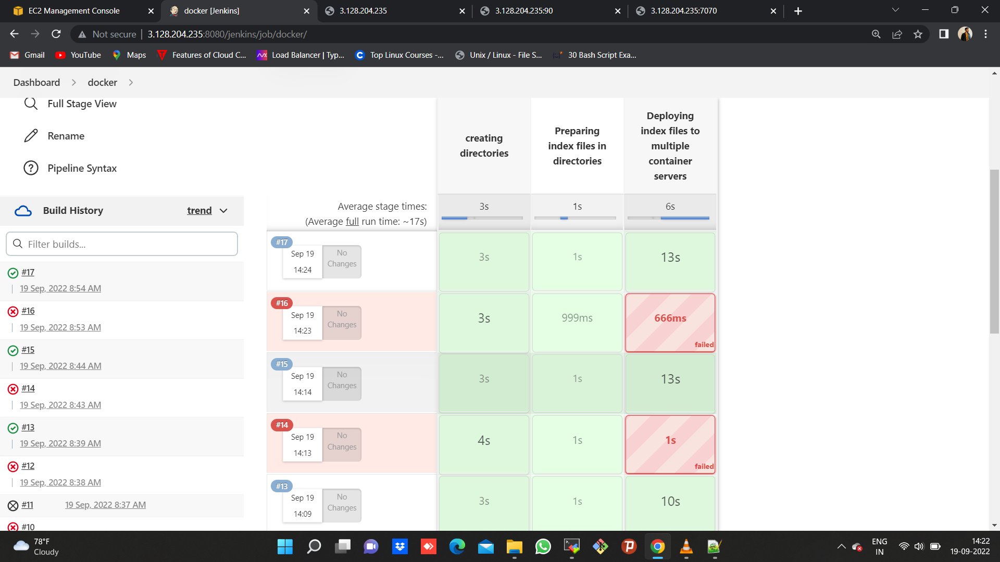 EC2 Management Console
docker [Jenkins]
3.128.204.235
3.128.204.235:90
3.128.204.235:7070
Not secure
3.128.204.235:8080/jenkins/job/docker/
Gmail
YouTube
Maps
Features of Cloud C...
Load Balancer | Typ...
Top Linux Courses -...
Unix / Linux - File S...
30 Bash Script Exa...
Dashboard
docker
Full Stage View
Rename
Pipeline Syntax
Build History
trend
Filter builds...
#17
19 Sep, 2022 8:54 AM
#16
19 Sep, 2022 8:53 AM
#15
19 Sep, 2022 8:44 AM
#14
19 Sep, 2022 8:43 AM
#13
19 Sep, 2022 8:39 AM
#12
19 Sep, 2022 8:38 AM
#11
19 Sep, 2022 8:37 AM
#10
creating
directories
Preparing
index files in
directories
Deploying
index files to
multiple
container
servers
Average stage times:
(Average full run time: ~17s)
3s
1s
6s
#17
Sep 19
14:24
No
Changes
3s
1s
13s
#16
Sep 19
14:23
No
Changes
3s
999ms
666ms
failed
#15
Sep 19
14:14
No
Changes
3s
1s
13s
#14
Sep 19
14:13
No
Changes
4s
1s
1s
failed
#13
Sep 19
14:09
No
Changes
3s
1s
10s
78°F
Cloudy
ENG
IN
14:22
19-09-2022